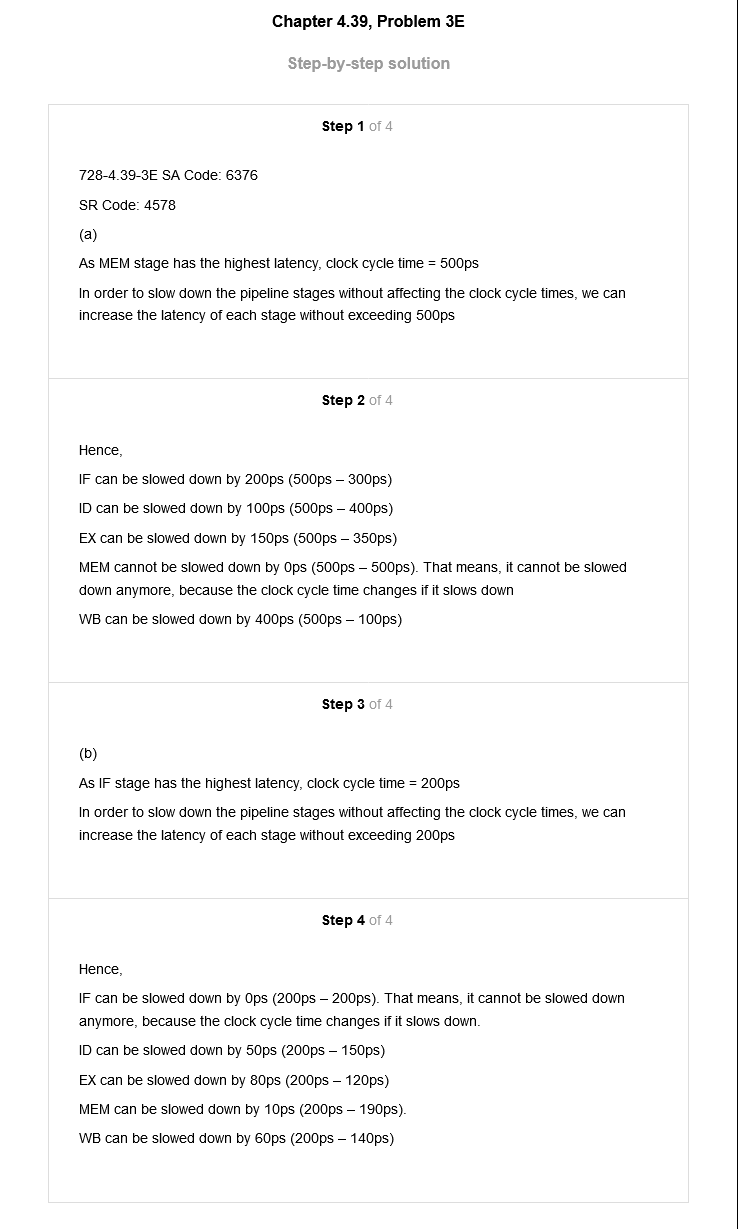 Chapter 4.39, Problem 3E
Step-by-step solution
Step 1 of 4
728-4.39-3E SA Code: 6376
SR Code: 4578
(a)
As MEM stage has the highest latency, clock cycle time = 500ps
In order to slow down the pipeline stages without affecting the clock cycle times, we can
increase the latency of each stage without exceeding 500ps
Step 2 of 4
Hence,
IF can be slowed down by 200ps (500ps – 300ps)
ID can be slowed down by 100ps (500ps – 400ps)
EX can be slowed down by 150ps (500ps – 350ps)
MEM cannot be slowed down by 0ps (500ps – 500ps). That means, it cannot be slowed
down anymore, because the clock cycle time changes if it slows down
WB can be slowed down by 400ps (500ps – 100ps)
Step 3 of 4
(b)
As IF stage has the highest latency, clock cycle time = 200ps
In order to slow down the pipeline stages without affecting the clock cycle times, we can
increase the latency of each stage without exceeding 200ps
Step 4 of 4
Hence,
IF can be slowed down by 0ps (200ps – 200ps). That means, it cannot be slowed down
anymore, because the clock cycle time changes if it slows down.
ID can be slowed down by 50ps (200ps – 150ps)
EX can be slowed down by 80ps (200ps – 120ps)
MEM can be slowed down by 10ps (200ps – 190ps).
WB can be slowed down by 60ps (200ps – 140ps)